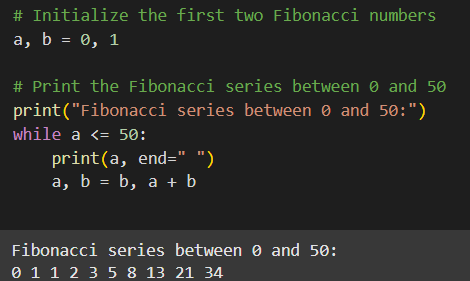 # Initialize the first two Fibonacci numbers
a, b = 0, 1
# Print the Fibonacci series between 0 and 50
print("Fibonacci series between 0 and 50:")
while a <= 50:
    print(a, end=" ")
    a, b = b, a + b
Fibonacci series between 0 and 50:
0 1 1 2 3 5 8 13 21 34